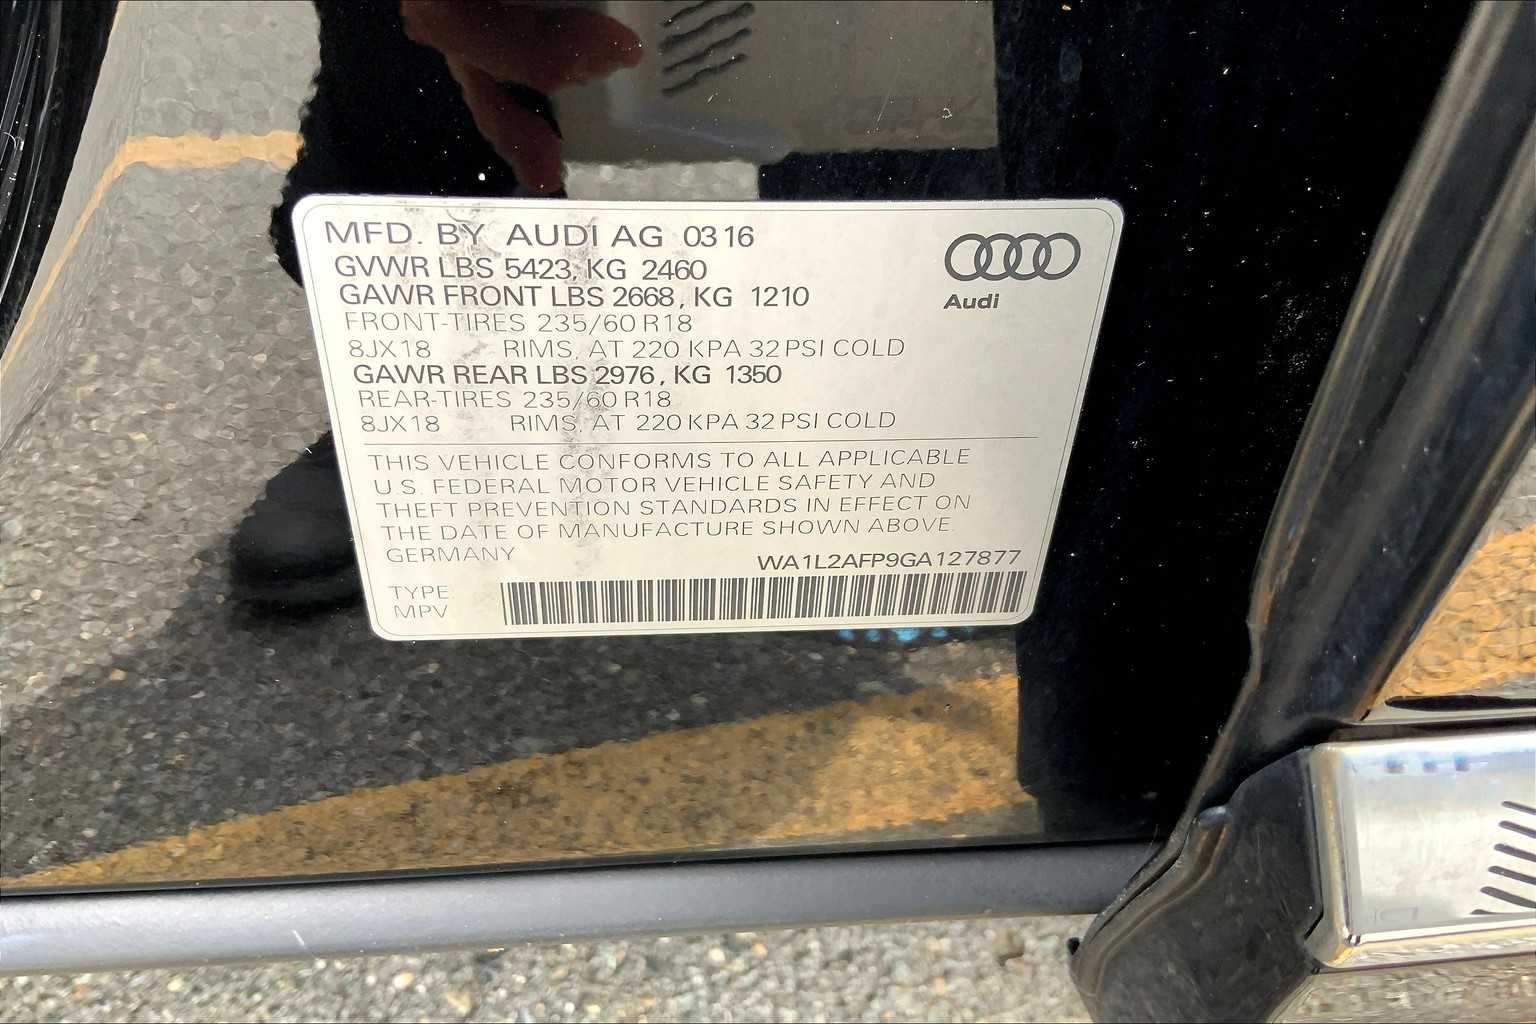 MFD. BY AUDI AG 03 16
GVWR LBS 5423, KG 2460
GAWR FRONT LBS 2668, KG 1210
FRONT-TIRES 235/60 R18
8JX18 RIMS, AT 220 KPA 32 PSI COLD
GAWR REAR LBS 2976, KG 1350
REAR-TIRES 235/60 R18
8JX18 RIMS, AT 220 KPA 32 PSI COLD
Audi
THIS VEHICLE CONFORMS TO ALL APPLICABLE
U.S. FEDERAL MOTOR VEHICLE SAFETY AND
THEFT PREVENTION STANDARDS IN EFFECT ON
THE DATE OF MANUFACTURE SHOWN ABOVE.
GERMANY
WA1L2AFP9GA127877
TYPE:
MPV